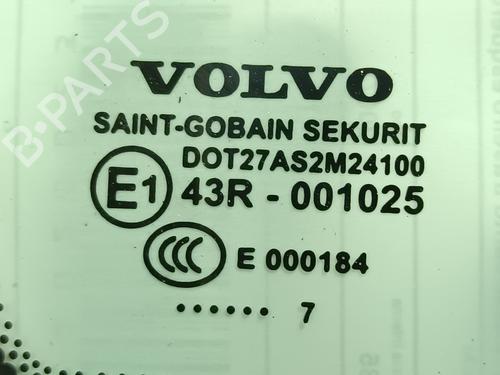 VOLVO
SAINT-GOBAIN SEKURIT
DOT27AS2M24100
E1 43R - 001025
CCC E 000184
...... 7
B-PARTS